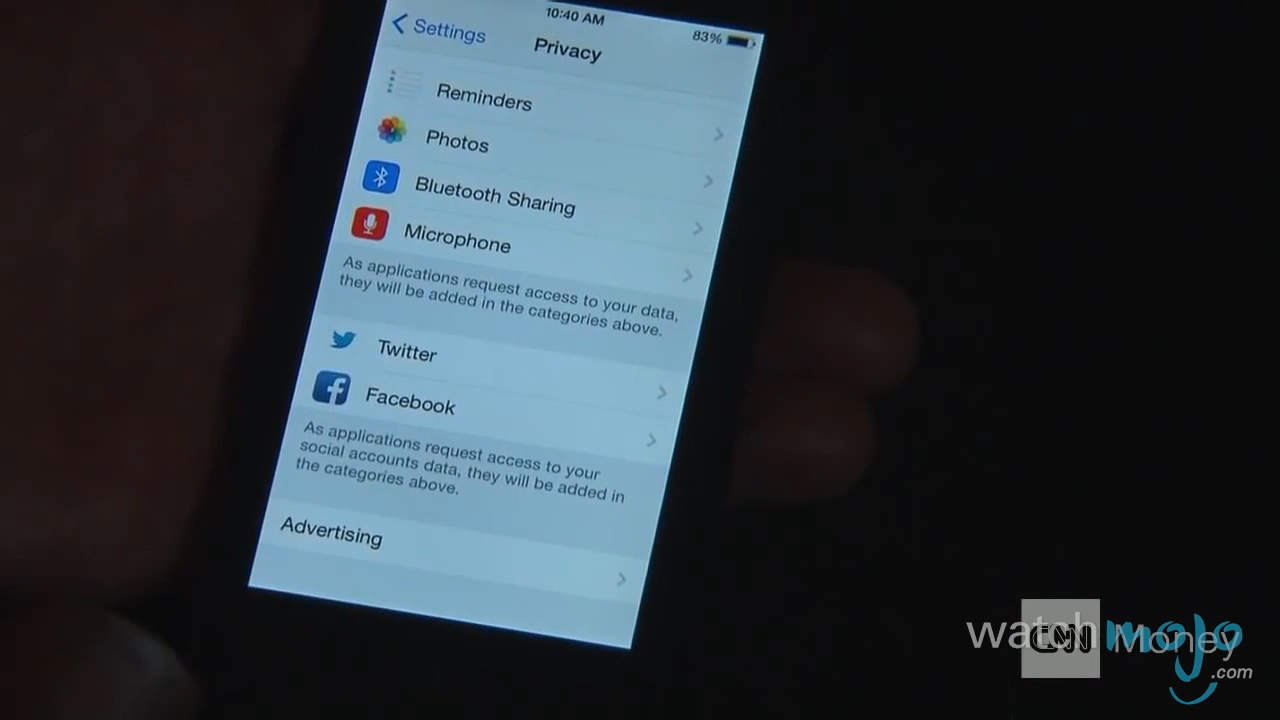 10:40 AM
83%
Settings
Privacy
Reminders
Photos
Bluetooth Sharing
Microphone
As applications request access to your data,
they will be added in the categories above.
Twitter
Facebook
As applications request access to your
social accounts data, they will be added in
the categories above.
Advertising
watchmojo
.com
CNN Money